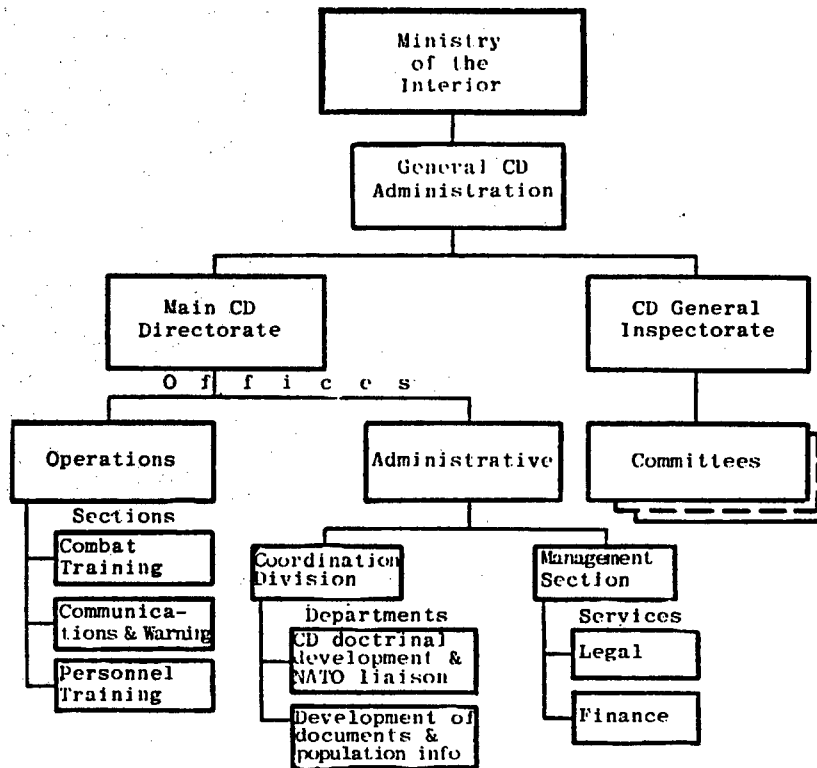 Ministry
of the
Interior
General CD
Administration
Main CD
Directorate
CD General
Inspectorate
Offices
Operations
Administrative
Committees
Sections
Combat
Training
Communica-
tions & Warning
Personnel
Training
Coordination
Division
Departments
CD doctrinal
development &
NATO liaison
Development of
documents &
population info
Management
Section
Services
Legal
Finance